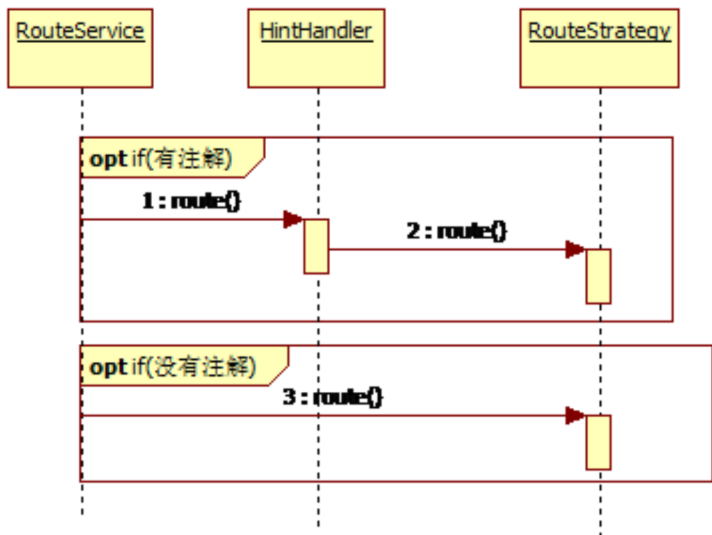 RouteService
HintHandler
RouteStrategy
opt if(有注解)
1 : route()
2 : route()
opt if(没有注解)
3 : route()